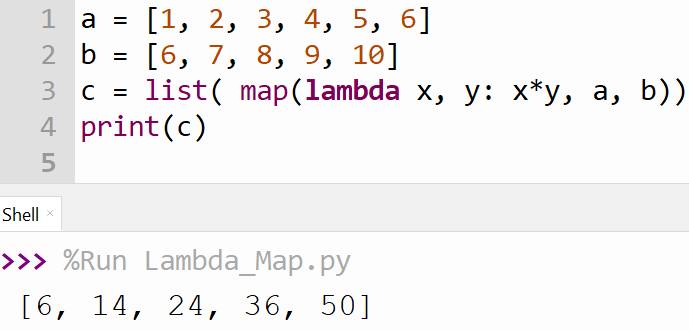 1 a = [1, 2, 3, 4, 5, 6]
2 b = [6, 7, 8, 9, 10]
3 c = list( map(lambda x, y: x*y, a, b))
4 print(c)
5
Shell ×
>>> %Run Lambda_Map.py
[6, 14, 24, 36, 50]